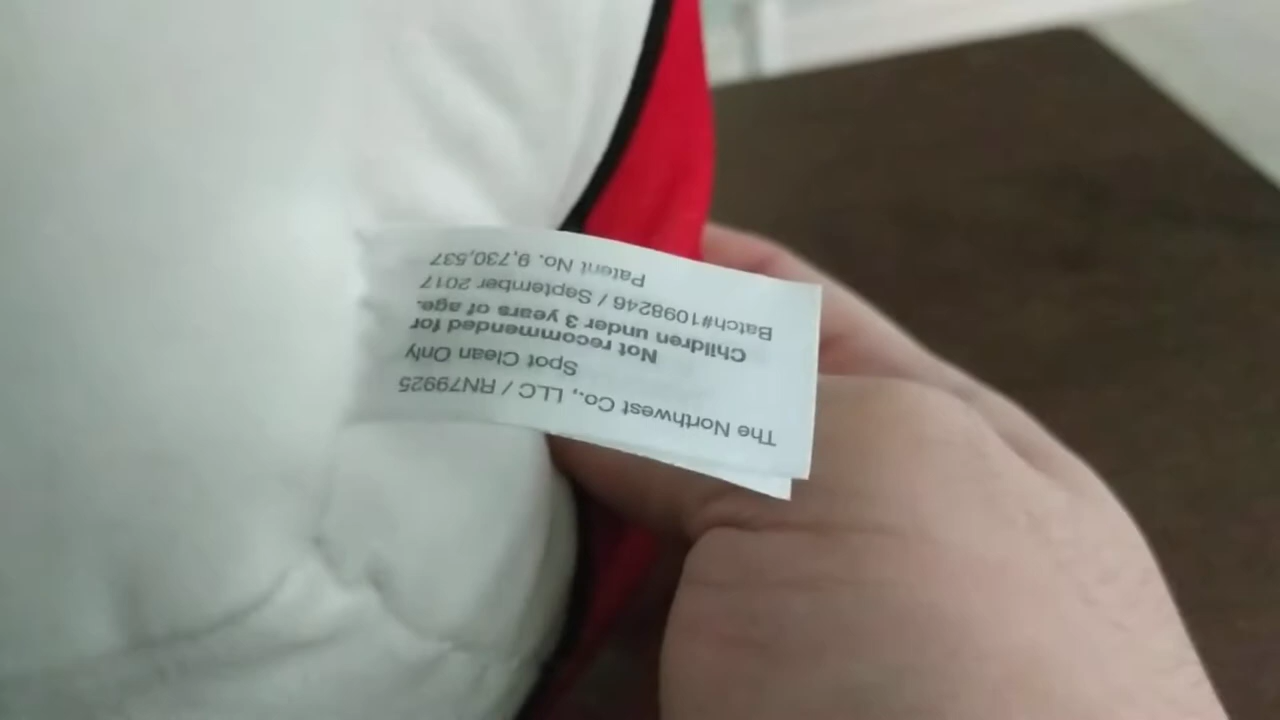 The Northwest Co., LLC / RN79925
Spot Clean Only
Not recommended for
Children under 3 years of age.
Batch#1098246 / September 2017
Patent No. 9,730,537